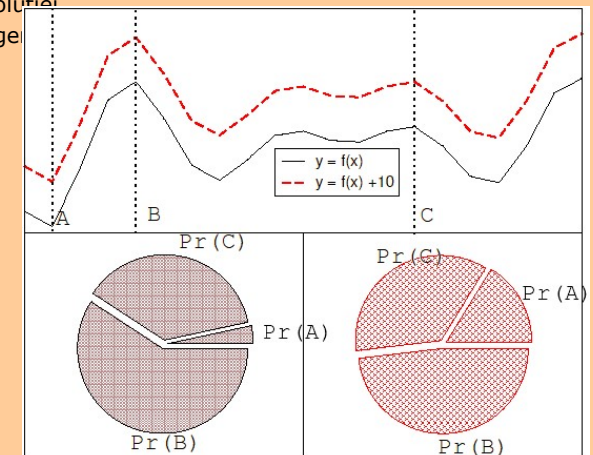 A
B
C
y = f(x)
y = f(x) +10
Pr(C)
Pr(A)
Pr(B)
Pr(C)
Pr(A)
Pr(B)